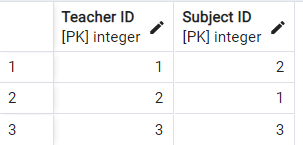 Teacher ID Subject ID
[PK] integer [PK] integer
1 1 2
2 2 1
3 3 3